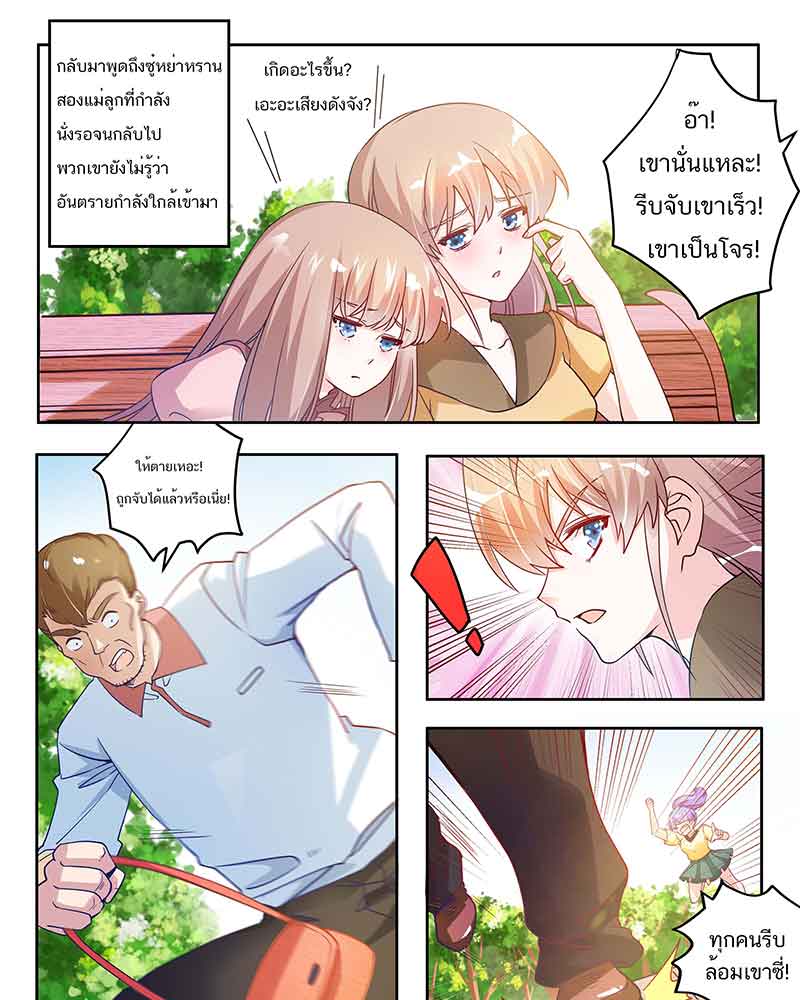 กลับมาพูดถึงซู่หย่าหราน
สองแม่ลูกที่กำลัง
นั่งรอจนกลับไป
พวกเขายังไม่รู้ว่า
อันตรายกำลังใกล้เข้ามา
เกิดอะไรขึ้น?
เอะอะเสียงดังจัง?
อ๊า!
เขานั่นแหละ!
รีบจับเขาเร็ว!
เขาเป็นโจร!
ให้ตายเหอะ!
ถูกจับได้แล้วหรือเนี่ย!
!
ทุกคนรีบ
ล้อมเขาซี่!